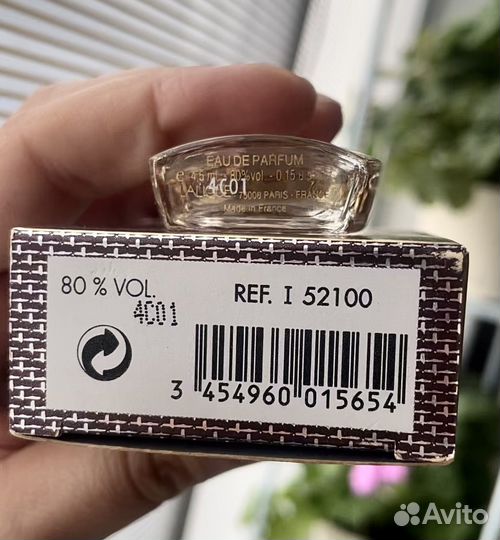 EAU DE PARFUM
e 4.5 ml - 80%vol - 0.15
4C01 75008 PARIS - FRANCE
Made in France
80 % VOL.
4C01
REF. I 52100
3 454960 015654
Avito